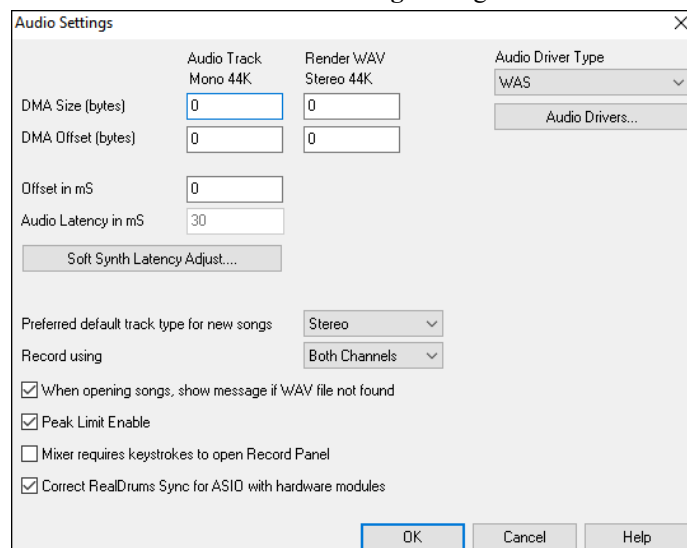 Audio Settings
Audio Track Render WAV Audio Driver Type
Mono 44K Stereo 44K
WAS
DMA Size (bytes) 0 0
Audio Drivers...
DMA Offset (bytes) 0 0
Offset in mS 0
Audio Latency in mS 30
Soft Synth Latency Adjust....
Preferred default track type for new songs Stereo
Record using Both Channels
When opening songs, show message if WAV file not found
Peak Limit Enable
Mixer requires keystrokes to open Record Panel
Correct RealDrums Sync for ASIO with hardware modules
OK Cancel Help